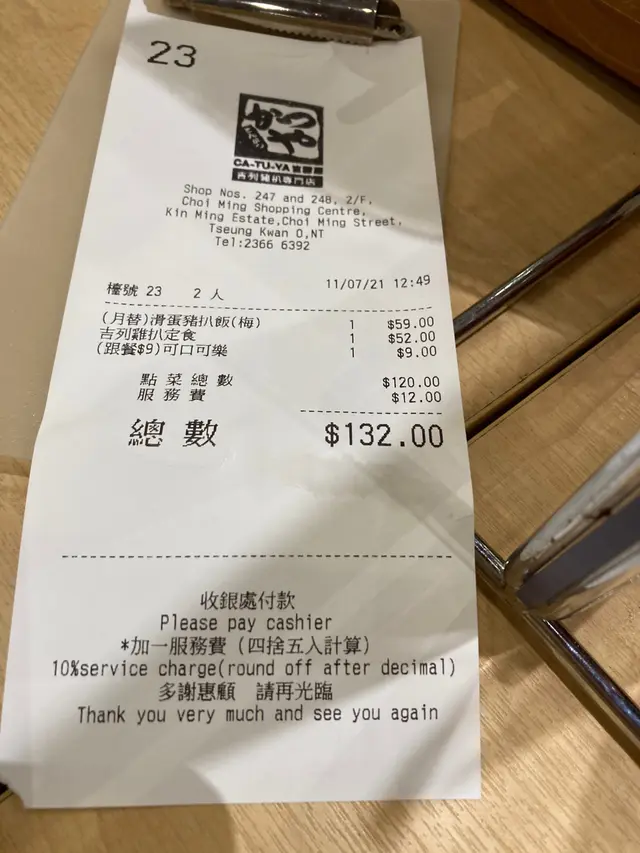 23
かつや
CA-TU-YA
吉列豬扒專門店
Shop Nos. 247 and 248, 2/F,
Choi Ming Shopping Centre,
Kin Ming Estate,Choi Ming Street,
Tseung Kwan O,NT
Tel:2366 6392
檯號 23 2 人 11/07/21 12:49
(月替)滑蛋豬扒飯(梅) 1 $59.00
吉列雞扒定食 1 $52.00
(跟餐$9)可口可樂 1 $9.00
點菜總數 $120.00
服務費 $12.00
總數 $132.00
收銀處付款
Please pay cashier
*加一服務費 (四捨五入計算)
10%service charge(round off after decimal)
多謝惠顧 請再光臨
Thank you very much and see you again